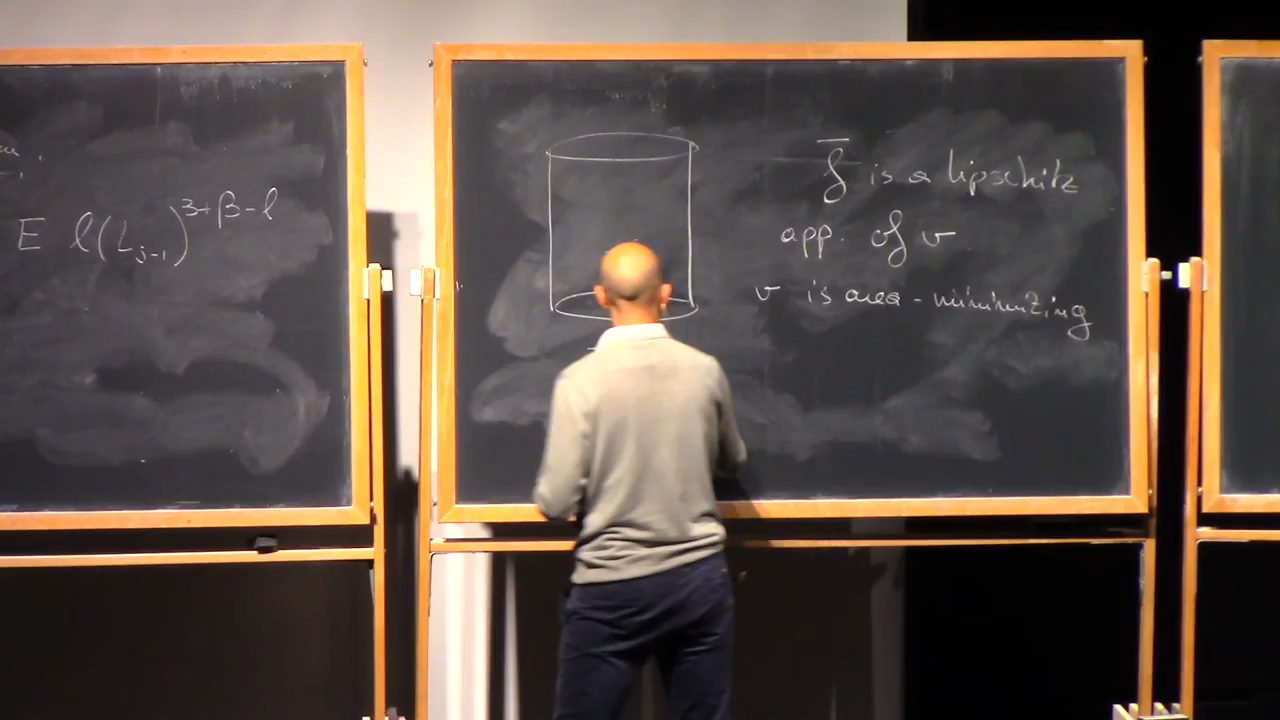 E ℓ(L_{j-1})^{3+β-ℓ}
f̄ is a lipschitz
app. of v
v is area-minimizing